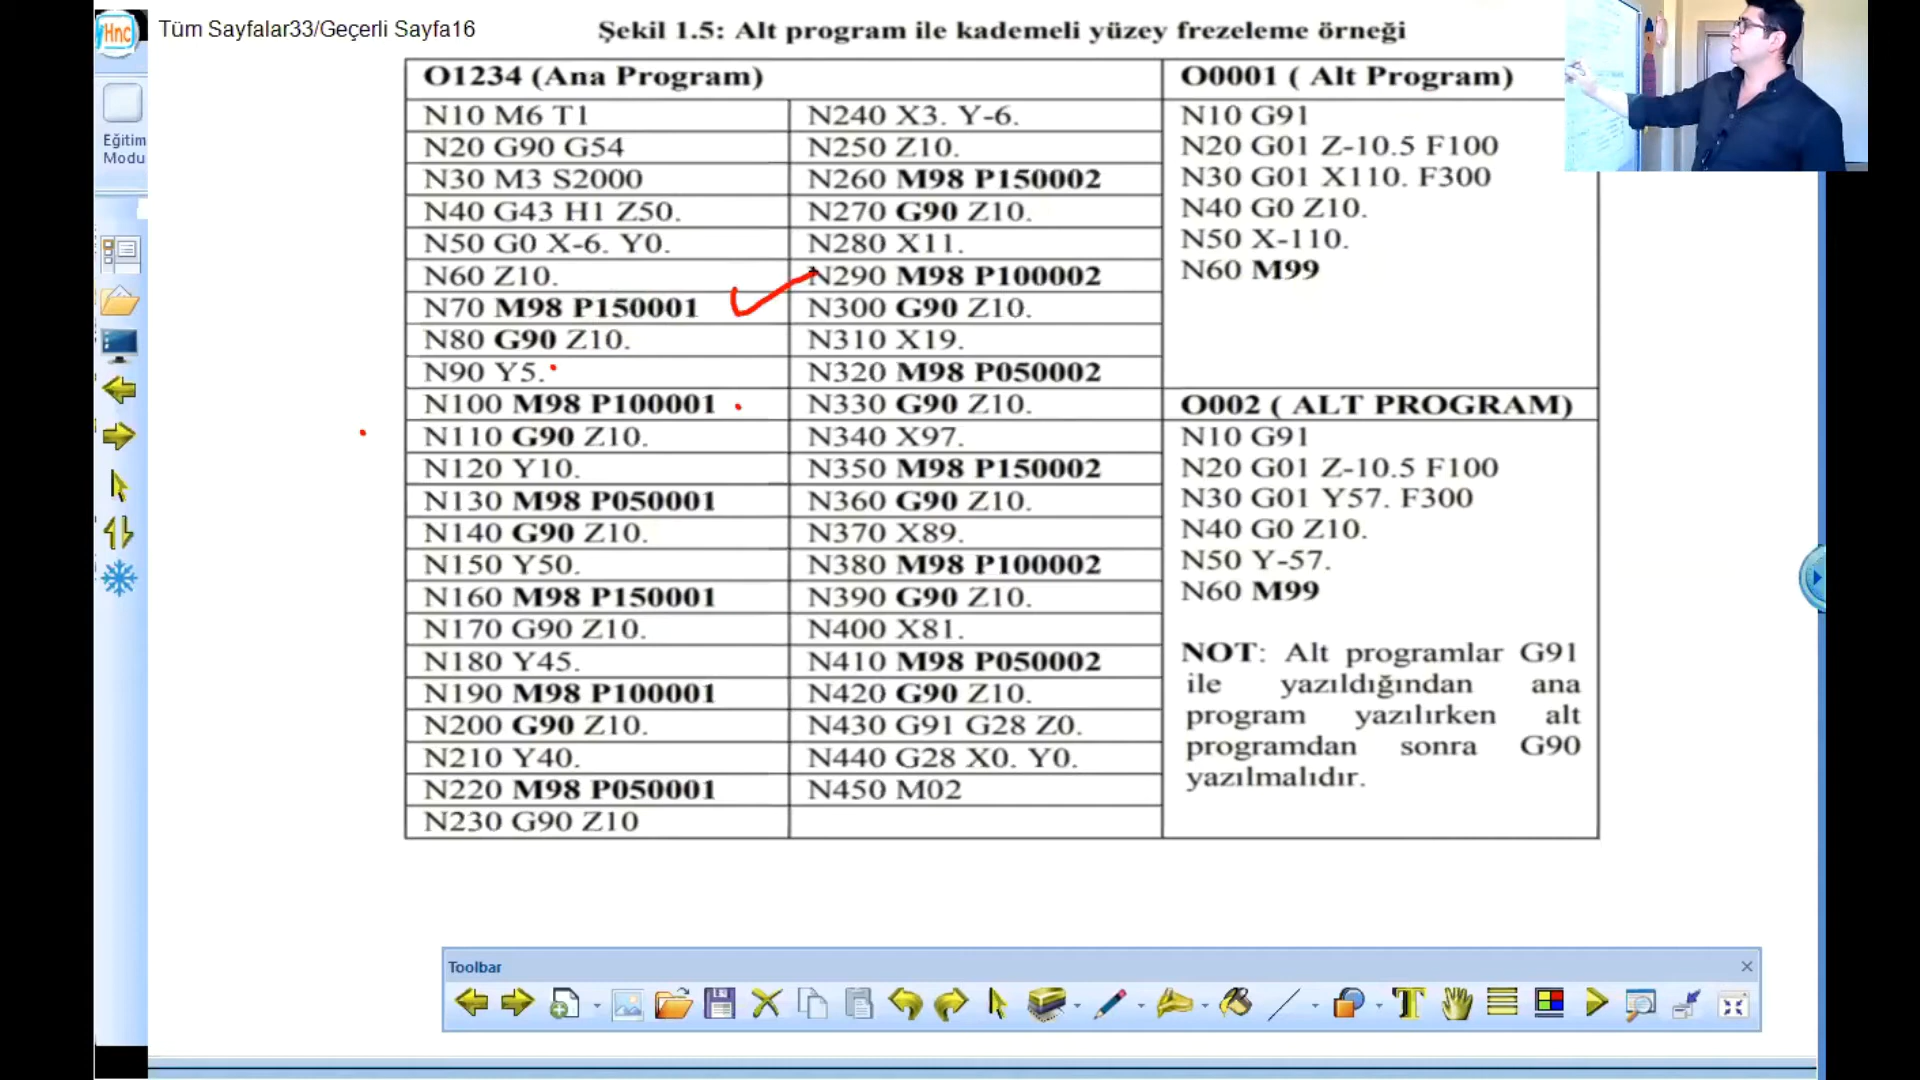 Hnc
Tüm Sayfalar33/Geçerli Sayfa16
Eğitim
Modu
Şekil 1.5: Alt program ile kademeli yüzey frezeleme örneği
O1234 (Ana Program)
N10 M6 T1
N20 G90 G54
N30 M3 S2000
N40 G43 H1 Z50.
N50 G0 X-6. Y0.
N60 Z10.
N70 M98 P150001
N80 G90 Z10.
N90 Y5.
N100 M98 P100001
N110 G90 Z10.
N120 Y10.
N130 M98 P050001
N140 G90 Z10.
N150 Y50.
N160 M98 P150001
N170 G90 Z10.
N180 Y45.
N190 M98 P100001
N200 G90 Z10.
N210 Y40.
N220 M98 P050001
N230 G90 Z10
N240 X3. Y-6.
N250 Z10.
N260 M98 P150002
N270 G90 Z10.
N280 X11.
N290 M98 P100002
N300 G90 Z10.
N310 X19.
N320 M98 P050002
N330 G90 Z10.
N340 X97.
N350 M98 P150002
N360 G90 Z10.
N370 X89.
N380 M98 P100002
N390 G90 Z10.
N400 X81.
N410 M98 P050002
N420 G90 Z10.
N430 G91 G28 Z0.
N440 G28 X0. Y0.
N450 M02
O0001 ( Alt Program)
N10 G91
N20 G01 Z-10.5 F100
N30 G01 X110. F300
N40 G0 Z10.
N50 X-110.
N60 M99
O002 ( ALT PROGRAM)
N10 G91
N20 G01 Z-10.5 F100
N30 G01 Y57. F300
N40 G0 Z10.
N50 Y-57.
N60 M99
NOT: Alt programlar G91
ile yazıldığından ana
program yazılırken alt
programdan sonra G90
yazılmalıdır.
Toolbar